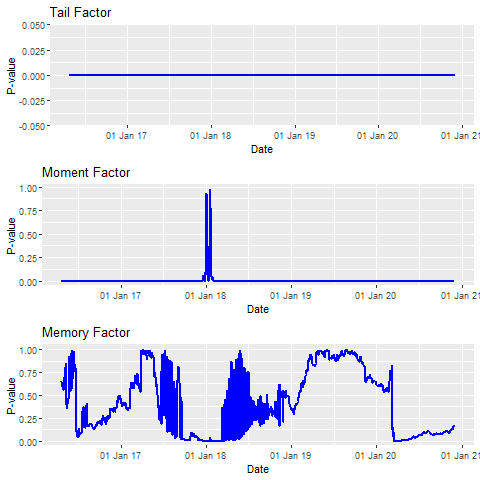 Tail Factor
0.050
0.025
0.000
-0.025
-0.050
P-value
01 Jan 17 01 Jan 18 01 Jan 19 01 Jan 20 01 Jan 21
Date
Moment Factor
1.00
0.75
0.50
0.25
0.00
P-value
01 Jan 17 01 Jan 18 01 Jan 19 01 Jan 20 01 Jan 21
Date
Memory Factor
1.00
0.75
0.50
0.25
0.00
P-value
01 Jan 17 01 Jan 18 01 Jan 19 01 Jan 20 01 Jan 21
Date